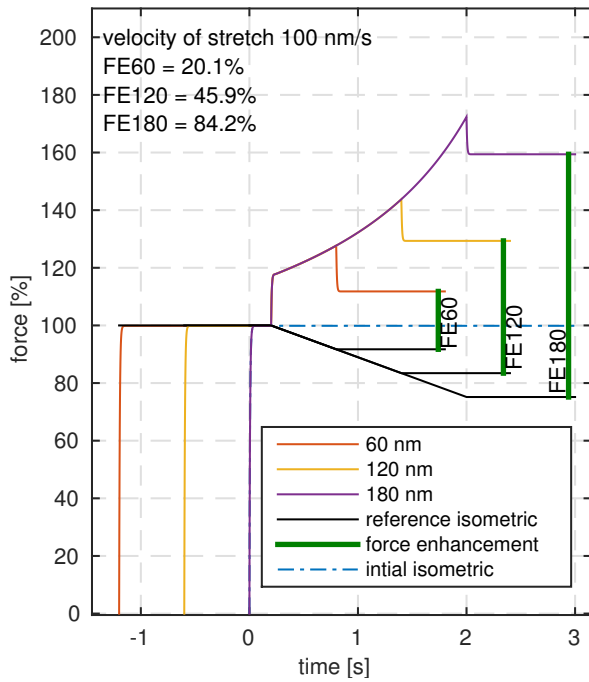 velocity of stretch 100 nm/s
FE60 = 20.1%
FE120 = 45.9%
FE180 = 84.2%
200
180
160
140
120
100
80
60
40
20
0
force [%]
FE60
FE120
FE180
60 nm
120 nm
180 nm
reference isometric
force enhancement
intial isometric
-1
0
1
2
3
time [s]